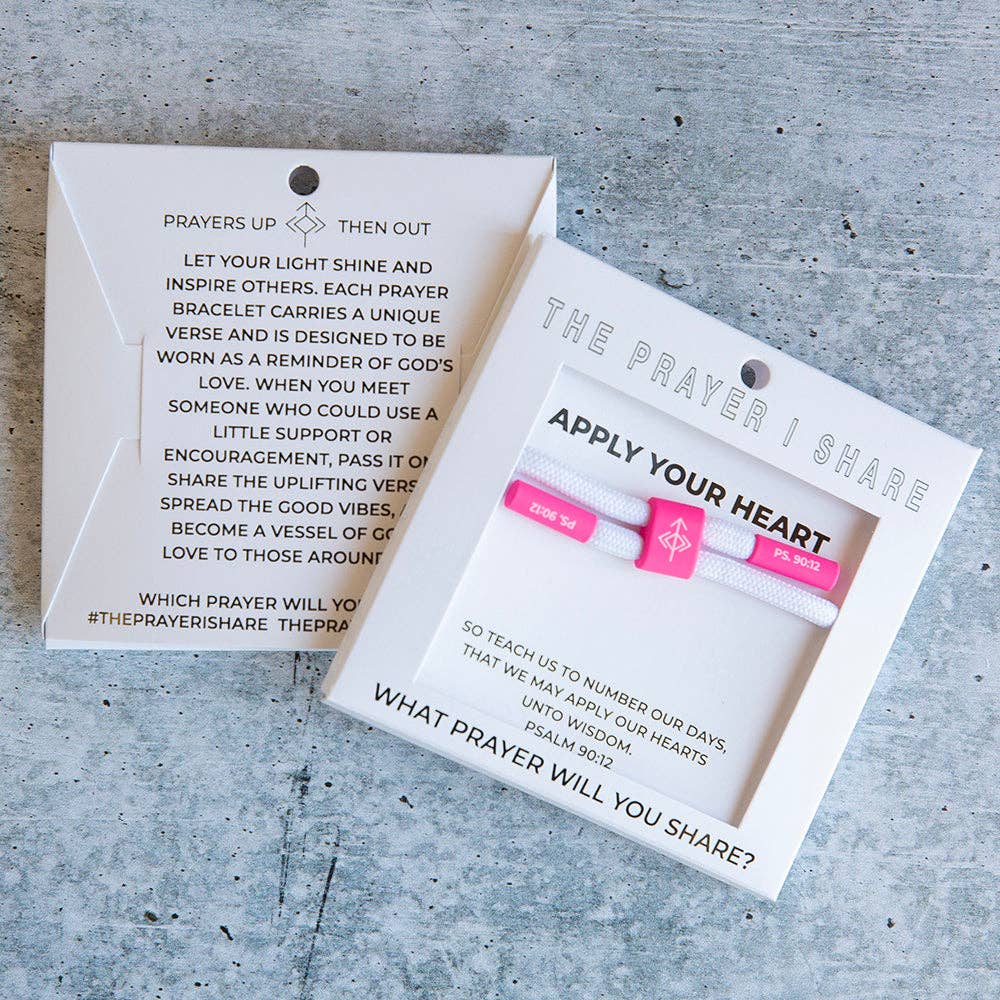 PRAYERS UP THEN OUT
LET YOUR LIGHT SHINE AND
INSPIRE OTHERS. EACH PRAYER
BRACELET CARRIES A UNIQUE
VERSE AND IS DESIGNED TO BE
WORN AS A REMINDER OF GOD'S
LOVE. WHEN YOU MEET
SOMEONE WHO COULD USE A
LITTLE SUPPORT OR
ENCOURAGEMENT, PASS IT ON
SHARE THE UPLIFTING VERS
SPREAD THE GOOD VIBES,
BECOME A VESSEL OF
LOVE TO THOSE AROUND
WHICH PRAYER WILL YO
#THEPRAYERISHARE THEPRA
THE PRAYER I SHARE
APPLY YOUR HEART
PS. 90:12
PS. 90:12
SO TEACH US TO NUMBER OUR DAYS,
THAT WE MAY APPLY OUR HEARTS
UNTO WISDOM.
PSALM 90:12
WHAT PRAYER WILL YOU SHARE?